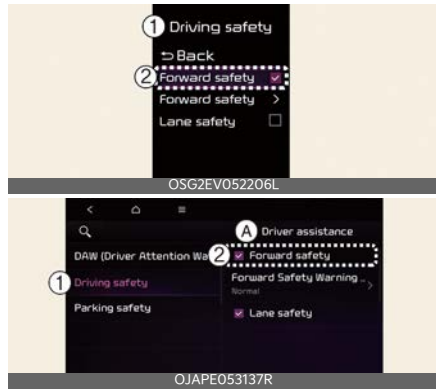 ① Driving safety
⮌ Back
② Forward safety
Forward safety >
Lane safety
OSG2EV052206L
Ⓐ Driver assistance
DAW (Driver Attention Wa
② Forward safety
Forward Safety Warning ..
>
Normal
① Driving safety
Lane safety
Parking safety
OJAPE053137R